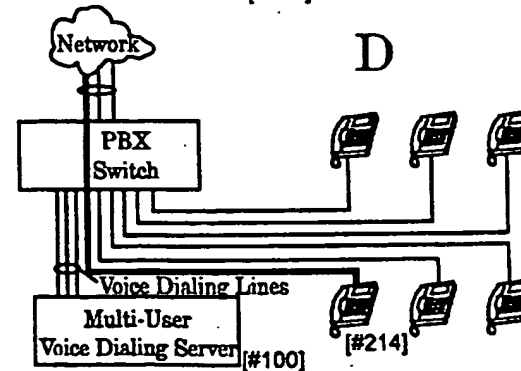 Network
D
PBX
Switch
Voice Dialing Lines
Multi-User
Voice Dialing Server
[#100]
[#214]